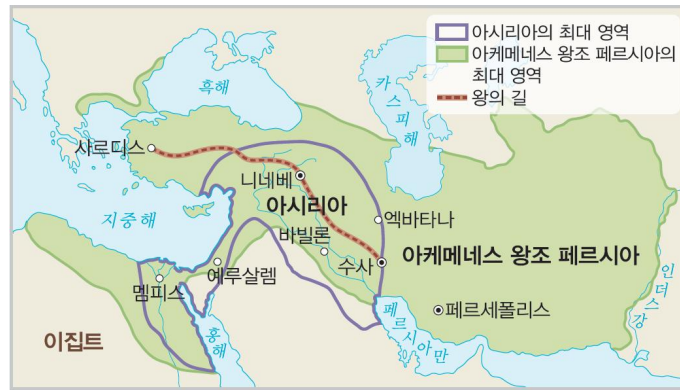 아시리아의 최대 영역
아케메네스 왕조 페르시아의
최대 영역
왕의 길
흑해
카스피해
사르디스
니네베
아시리아
지중해
엑바타나
바빌론
아케메네스 왕조 페르시아
수사
예루살렘
멤피스
페르시아만
페르세폴리스
인더스강
이집트
홍해